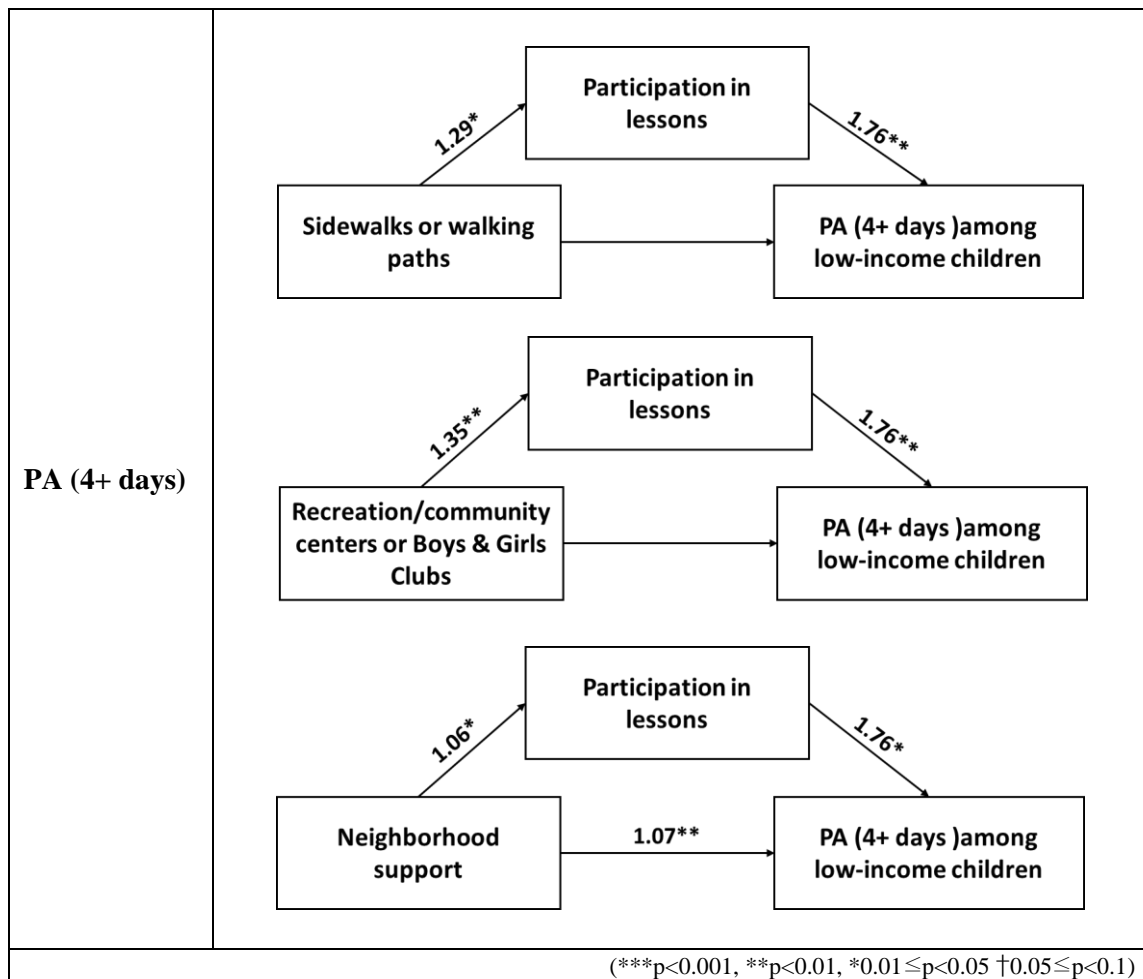 PA (4+ days)
Participation in
lessons
1.29*
1.76**
Sidewalks or walking
paths
PA (4+ days )among
low-income children
Participation in
lessons
1.35**
1.76**
Recreation/community
centers or Boys & Girls
Clubs
PA (4+ days )among
low-income children
Participation in
lessons
1.06*
1.76*
Neighborhood
support
1.07**
PA (4+ days )among
low-income children
(***p<0.001, **p<0.01, *0.01≤p<0.05 †0.05≤p<0.1)